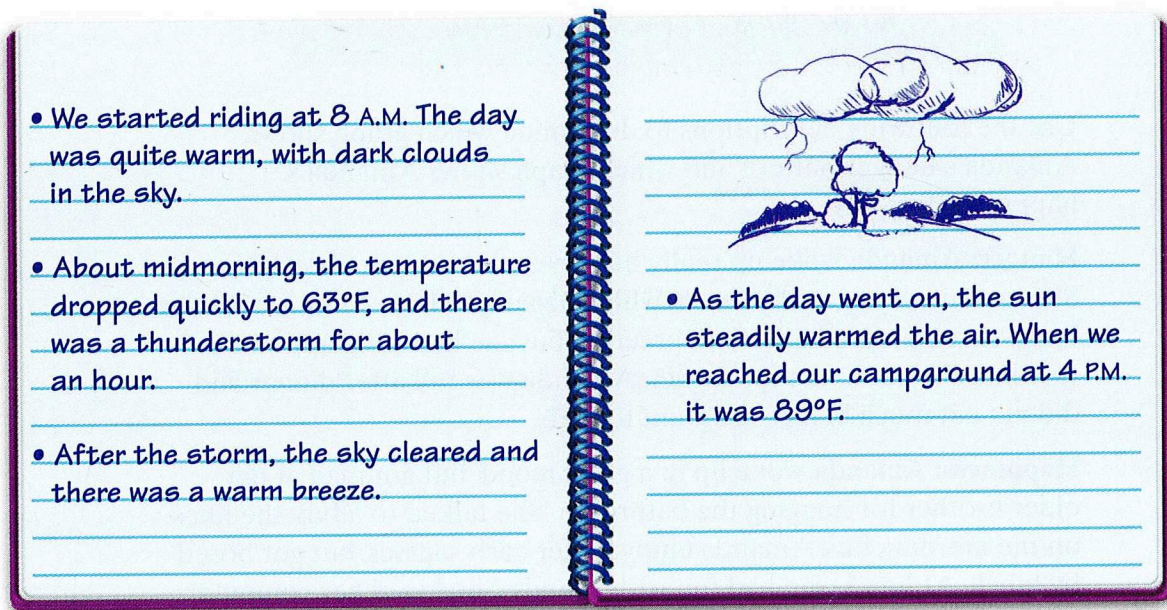 • We started riding at 8 A.M. The day
was quite warm, with dark clouds
in the sky.
• About midmorning, the temperature
dropped quickly to 63°F, and there
was a thunderstorm for about
an hour.
• After the storm, the sky cleared and
there was a warm breeze.
• As the day went on, the sun
steadily warmed the air. When we
reached our campground at 4 P.M.
it was 89°F.